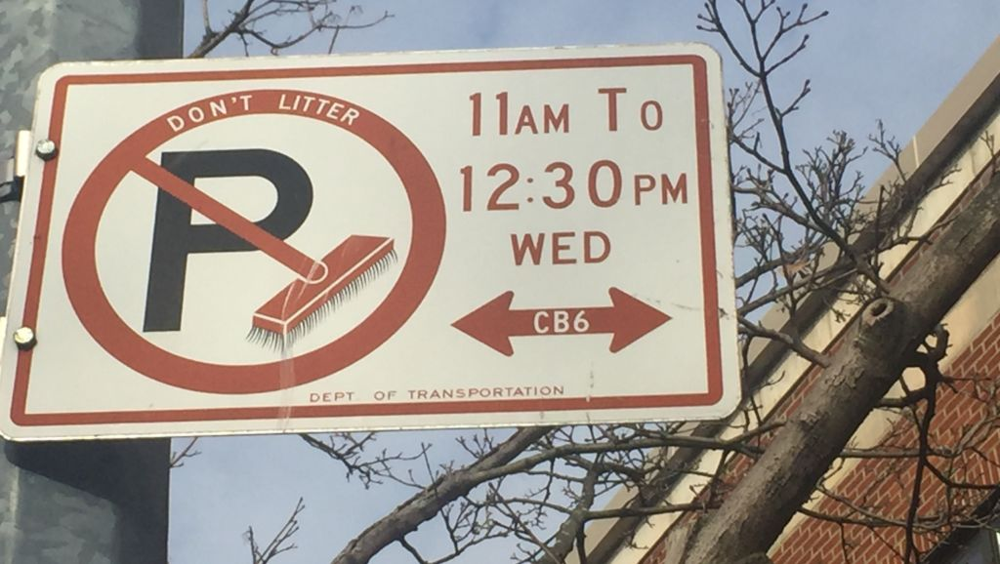 DON'T LITTER
P
11AM To
12:30PM
WED
CB6
DEPT OF TRANSPORTATION